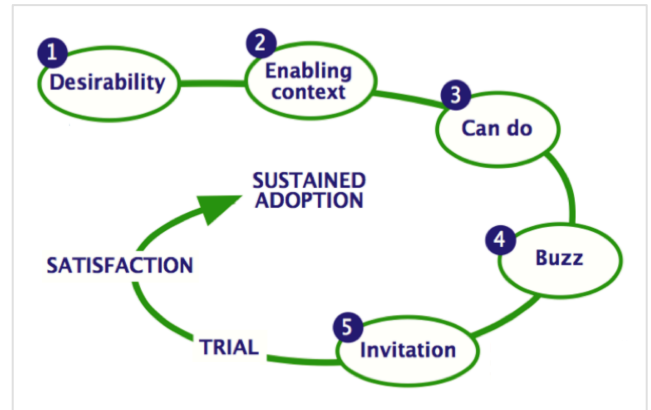 1
Desirability
2
Enabling
context
3
Can do
4
Buzz
5
Invitation
TRIAL
SATISFACTION
SUSTAINED
ADOPTION